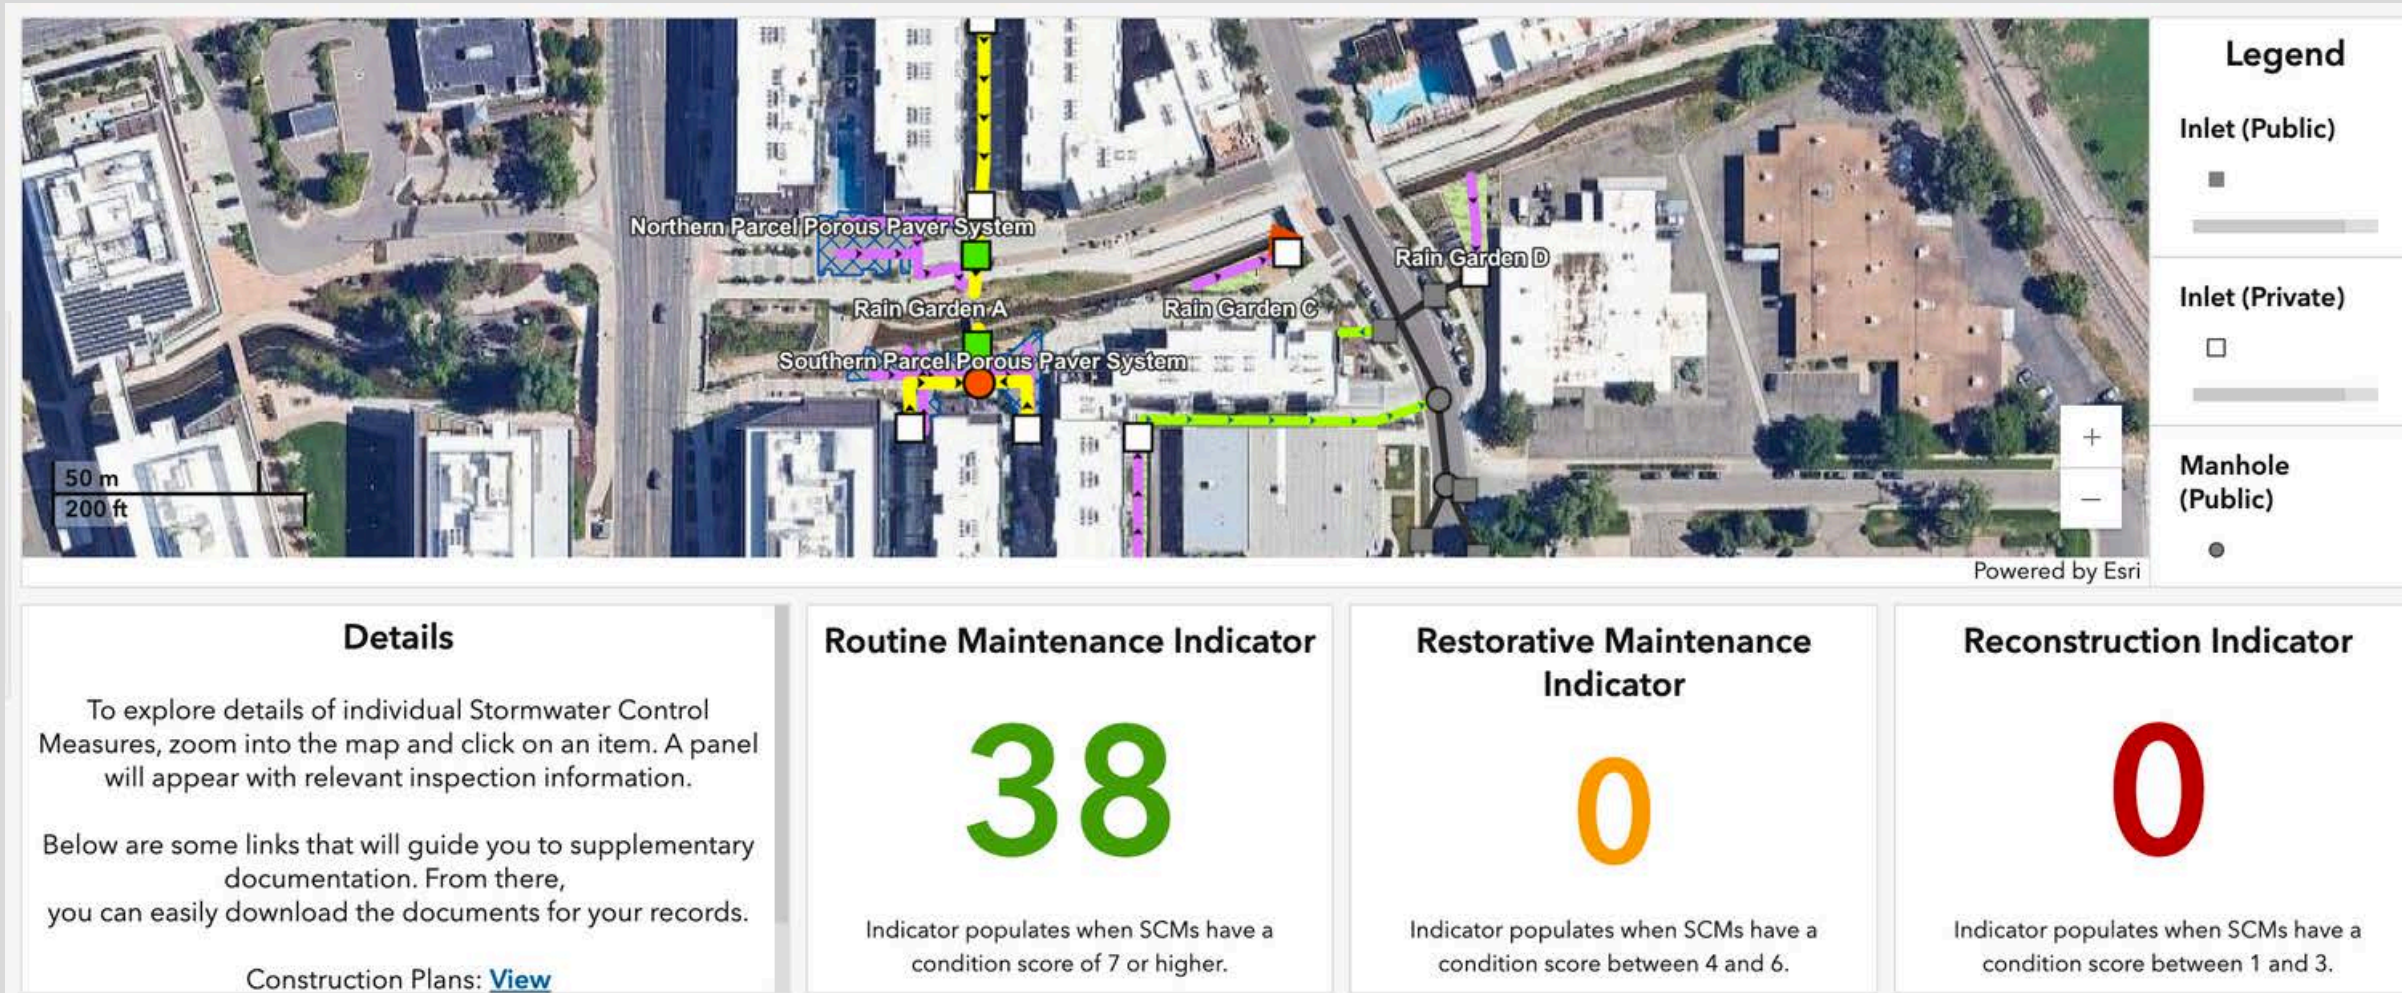 Northern Parcel Porous Paver System
Rain Garden A
Rain Garden C
Rain Garden D
Southern Parcel Porous Paver System
50 m
200 ft
+
−
Powered by Esri
Legend
Inlet (Public)
Inlet (Private)
Manhole
(Public)
Details
To explore details of individual Stormwater Control
Measures, zoom into the map and click on an item. A panel
will appear with relevant inspection information.
Below are some links that will guide you to supplementary
documentation. From there,
you can easily download the documents for your records.
Construction Plans: View
Routine Maintenance Indicator
38
Indicator populates when SCMs have a
condition score of 7 or higher.
Restorative Maintenance
Indicator
0
Indicator populates when SCMs have a
condition score between 4 and 6.
Reconstruction Indicator
0
Indicator populates when SCMs have a
condition score between 1 and 3.